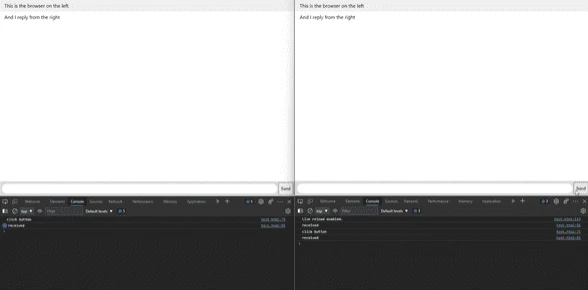 This is the browser on the left
And I reply from the right
Send
Welcome Elements Console Sources Network Performance Memory Application
top Filter Default levels
click button
received
This is the browser on the left
And I reply from the right
Send
Welcome Elements Console Sources Network Performance Memory Application
top Filter Default levels
Live reload enabled.
received
click button
received